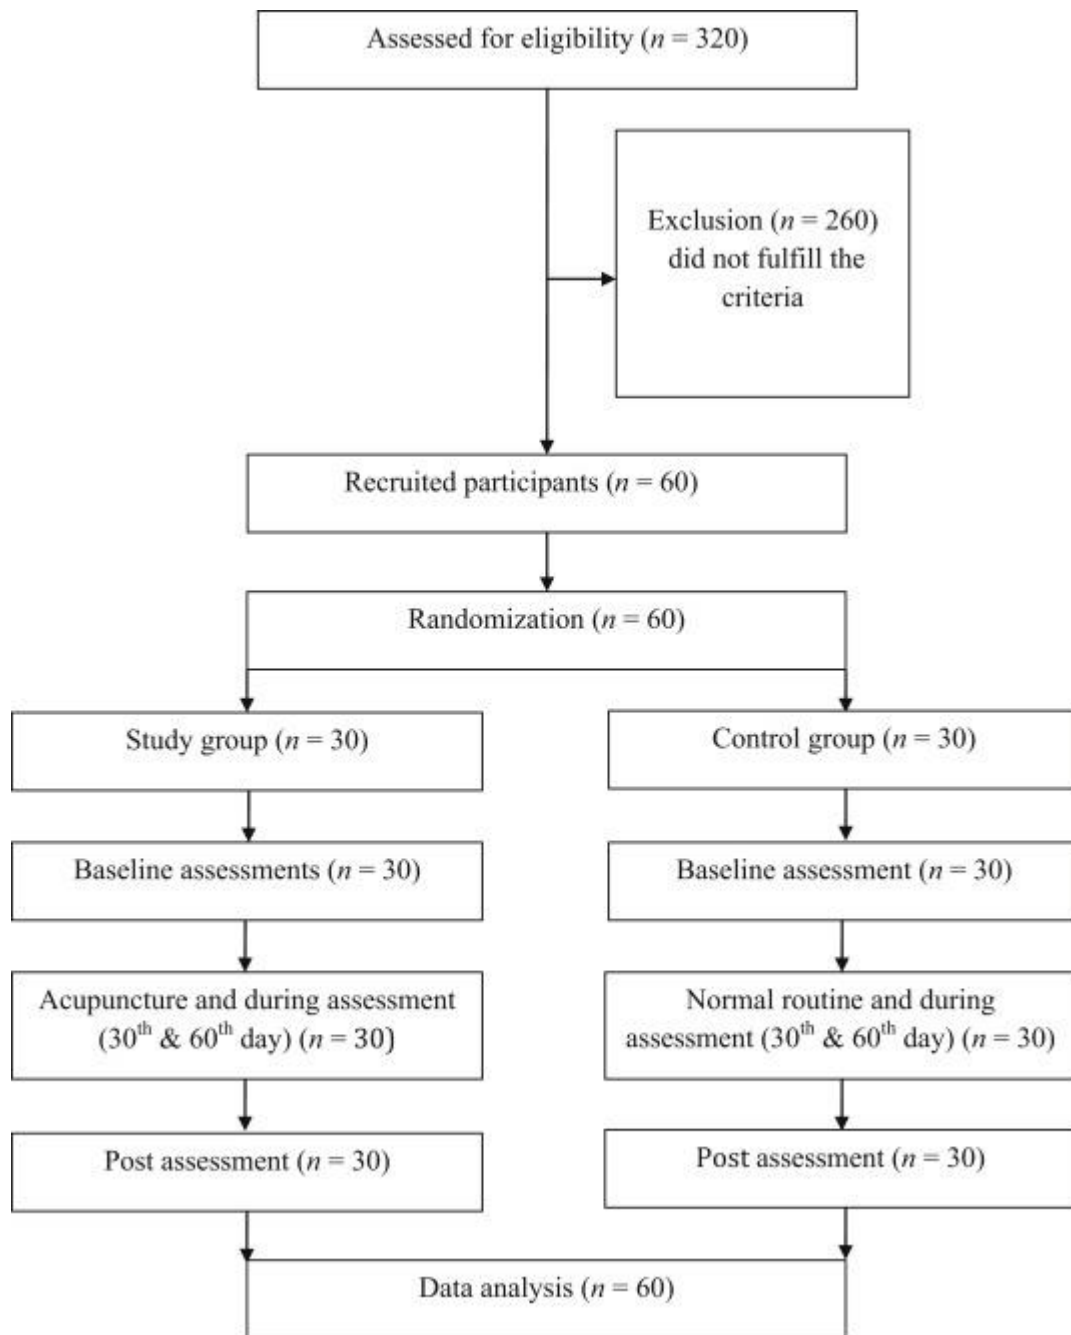 Assessed for eligibility (n = 320)
Exclusion (n = 260)
did not fulfill the
criteria
Recruited participants (n = 60)
Randomization (n = 60)
Study group (n = 30)
Control group (n = 30)
Baseline assessments (n = 30)
Baseline assessment (n = 30)
Acupuncture and during assessment
(30th & 60th day) (n = 30)
Normal routine and during
assessment (30th & 60th day) (n = 30)
Post assessment (n = 30)
Post assessment (n = 30)
Data analysis (n = 60)